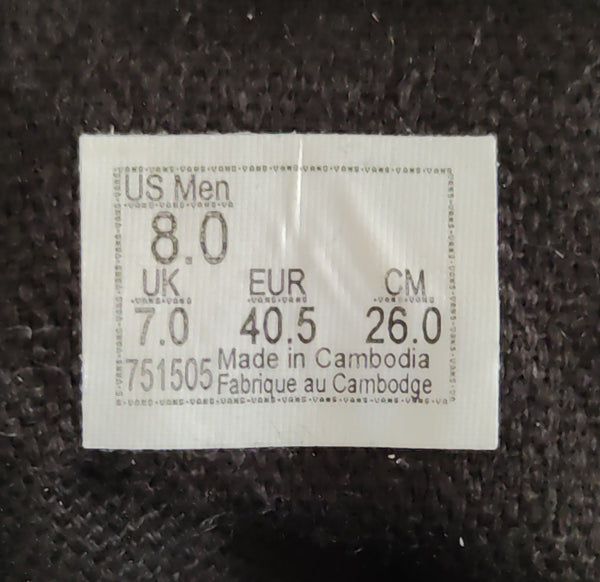 US Men
8.0
UK EUR CM
7.0 40.5 26.0
751505 Made in Cambodia
Fabrique au Cambodge